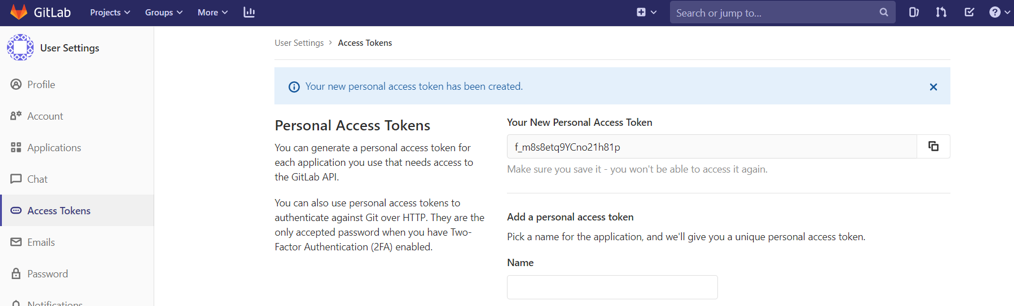 GitLab Projects Groups More Search or jump to...
User Settings
Profile
Account
Applications
Chat
Access Tokens
Emails
Password
Notifications
User Settings > Access Tokens
Your new personal access token has been created.
Personal Access Tokens
You can generate a personal access token for
each application you use that needs access to
the GitLab API.
You can also use personal access tokens to
authenticate against Git over HTTP. They are the
only accepted password when you have Two-
Factor Authentication (2FA) enabled.
Your New Personal Access Token
f_m8s8etq9YCno21h81p
Make sure you save it - you won't be able to access it again.
Add a personal access token
Pick a name for the application, and we'll give you a unique personal access token.
Name